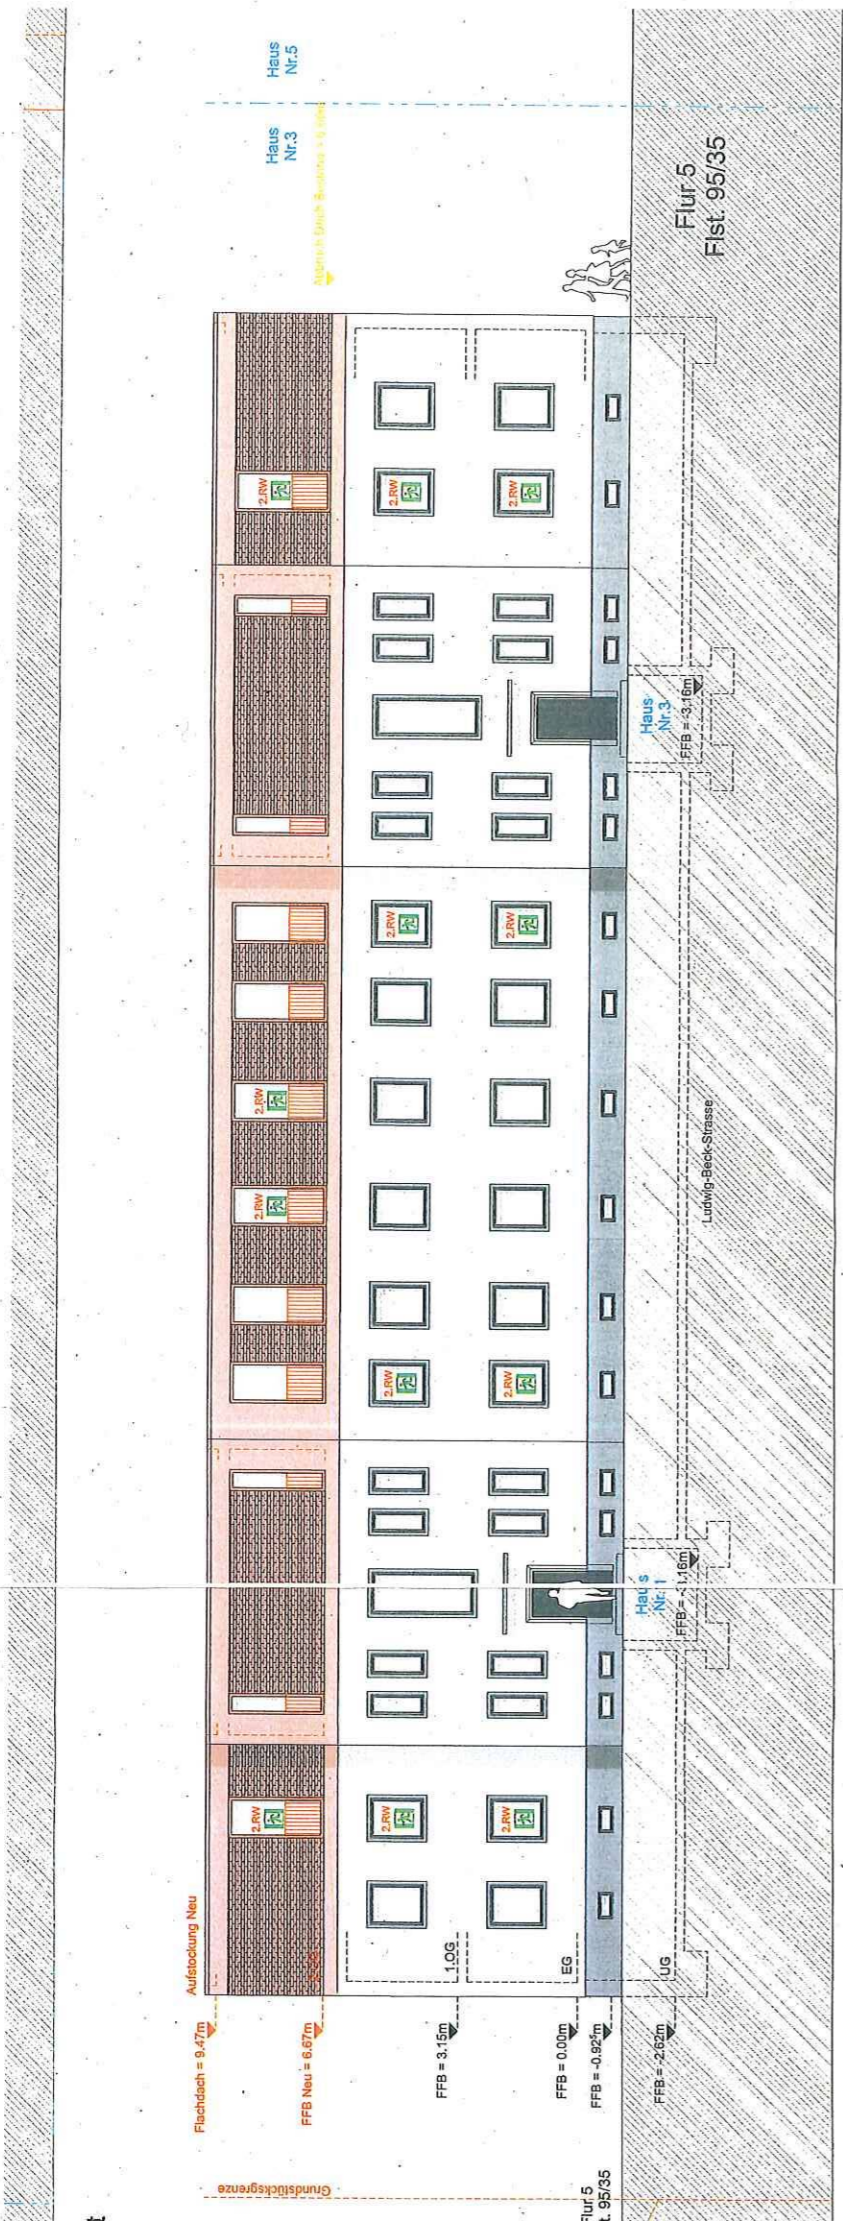 Aufstockung Neu
Flachdach = 9.47m
FFB Neu = 6.67m
FFB = 3.15m
FFB = 0.00m
FFB = -0.92⁵m
FFB = -2.62m
1.OG
EG
UG
Grundstücksgrenze
Flur 5
t. 95/35
2.RW
2.RW
2.RW
2.RW
2.RW
2.RW
2.RW
2.RW
2.RW
2.RW
2.RW
2.RW
Haus
Nr. 1
Haus
Nr.3
FFB = -3.16m
Ludwig-Beck-Strasse
Haus
Nr.3
Haus
Nr.5
Flur 5
Flst. 95/35